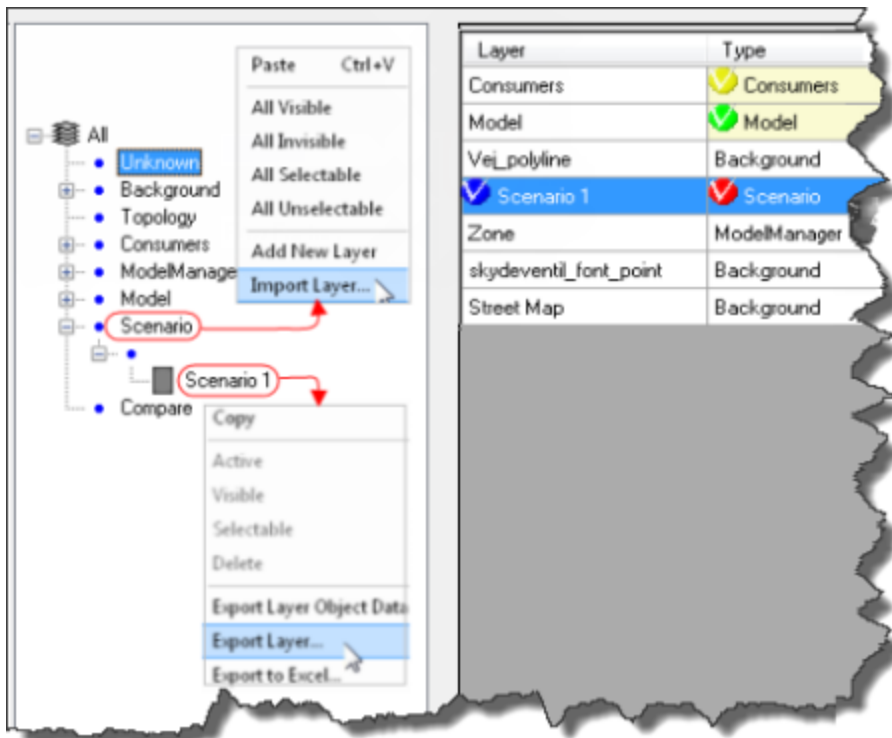 All
Unknown
Background
Topology
Consumers
ModelManage
Model
Scenario
Scenario 1
Compare
Paste Ctrl+V
All Visible
All Invisible
All Selectable
All Unselectable
Add New Layer
Import Layer...
Copy
Active
Visible
Selectable
Delete
Export Layer Object Data
Export Layer...
Export to Excel...
Layer Type
Consumers Consumers
Model Model
Vej_polyline Background
Scenario 1 Scenario
Zone ModelManager
skydeventil_font_point Background
Street Map Background